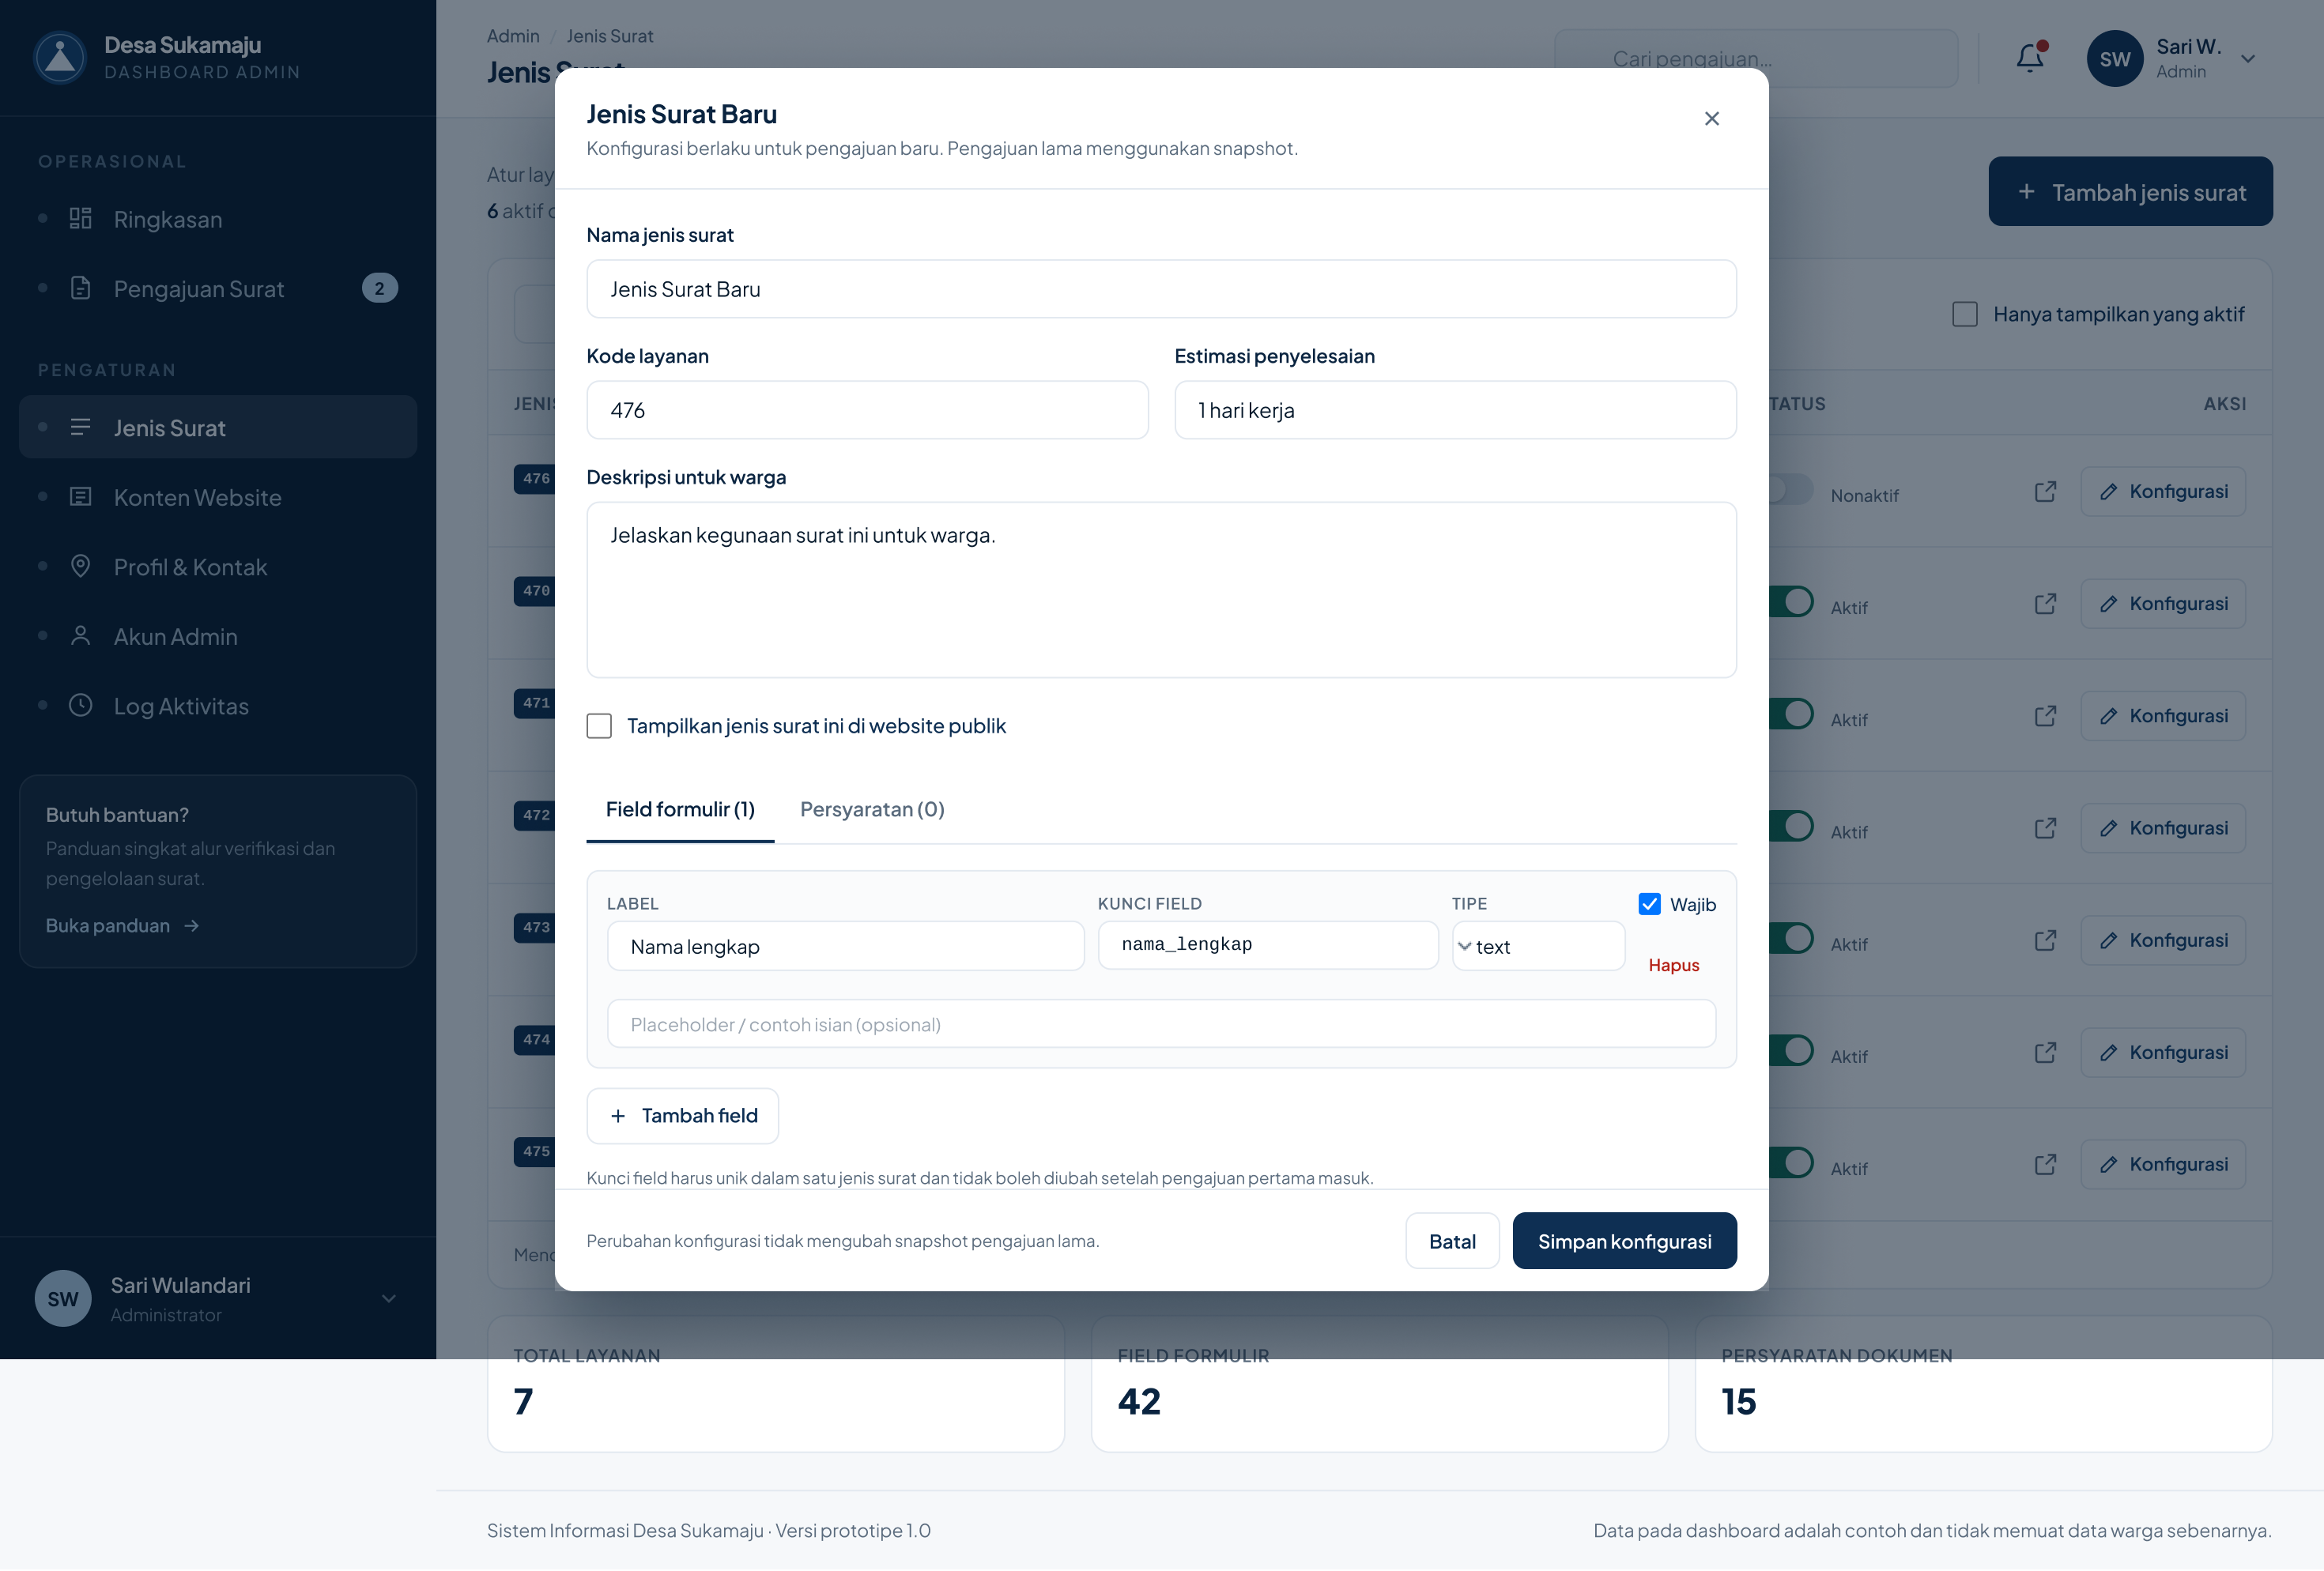 Desa Sukamaju
DASHBOARD ADMIN
OPERASIONAL
Ringkasan
Pengajuan Surat
2
PENGATURAN
Jenis Surat
Konten Website
Profil & Kontak
Akun Admin
Log Aktivitas
Butuh bantuan?
Panduan singkat alur verifikasi dan
pengelolaan surat.
Buka panduan →
SW
Sari Wulandari
Administrator
Admin / Jenis Surat
Jenis Surat
Cari pengajuan...
SW
Sari W.
Admin
Atur lay
6 aktif
+ Tambah jenis surat
Hanya tampilkan yang aktif
JENIS
STATUS
AKSI
476
Nonaktif
Konfigurasi
470
Aktif
Konfigurasi
471
Aktif
Konfigurasi
472
Aktif
Konfigurasi
473
Aktif
Konfigurasi
474
Aktif
Konfigurasi
475
Aktif
Konfigurasi
Jenis Surat Baru
Konfigurasi berlaku untuk pengajuan baru. Pengajuan lama menggunakan snapshot.
Nama jenis surat
Jenis Surat Baru
Kode layanan
Estimasi penyelesaian
476
1 hari kerja
Deskripsi untuk warga
Jelaskan kegunaan surat ini untuk warga.
Tampilkan jenis surat ini di website publik
Field formulir (1)
Persyaratan (0)
LABEL
KUNCI FIELD
TIPE
Wajib
Nama lengkap
nama_lengkap
text
Hapus
Placeholder / contoh isian (opsional)
+ Tambah field
Kunci field harus unik dalam satu jenis surat dan tidak boleh diubah setelah pengajuan pertama masuk.
Perubahan konfigurasi tidak mengubah snapshot pengajuan lama.
Batal
Simpan konfigurasi
TOTAL LAYANAN
7
FIELD FORMULIR
42
PERSYARATAN DOKUMEN
15
Sistem Informasi Desa Sukamaju · Versi prototipe 1.0
Data pada dashboard adalah contoh dan tidak memuat data warga sebenarnya.